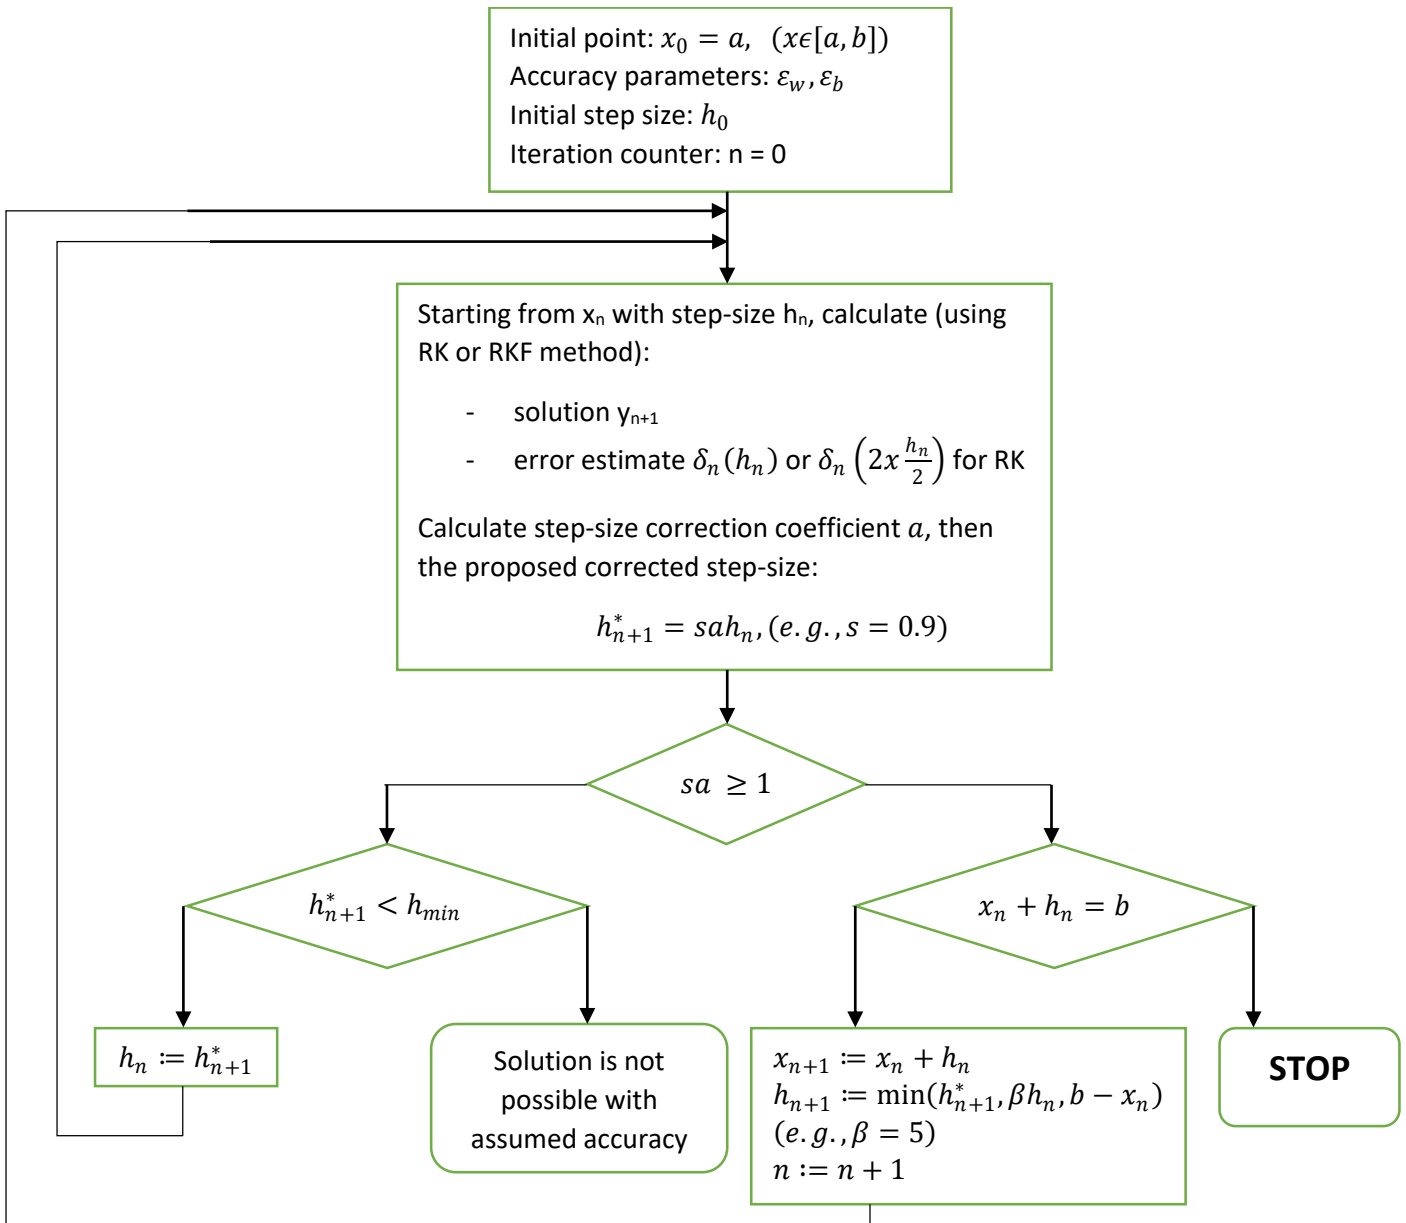 Initial point: x₀ = a, (xϵ[a, b])
Accuracy parameters: ε_w, ε_b
Initial step size: h₀
Iteration counter: n = 0
Starting from xₙ with step-size hₙ, calculate (using
RK or RKF method):
- solution yₙ₊₁
- error estimate δₙ(hₙ) or δₙ(2x hₙ/2) for RK
Calculate step-size correction coefficient a, then
the proposed corrected step-size:
h*ₙ₊₁ = sahₙ, (e. g., s = 0.9)
sa ≥ 1
h*ₙ₊₁ < h_min
xₙ + hₙ = b
hₙ := h*ₙ₊₁
Solution is not
possible with
assumed accuracy
xₙ₊₁ := xₙ + hₙ
hₙ₊₁ := min(h*ₙ₊₁, βhₙ, b − xₙ)
(e. g., β = 5)
n := n + 1
STOP